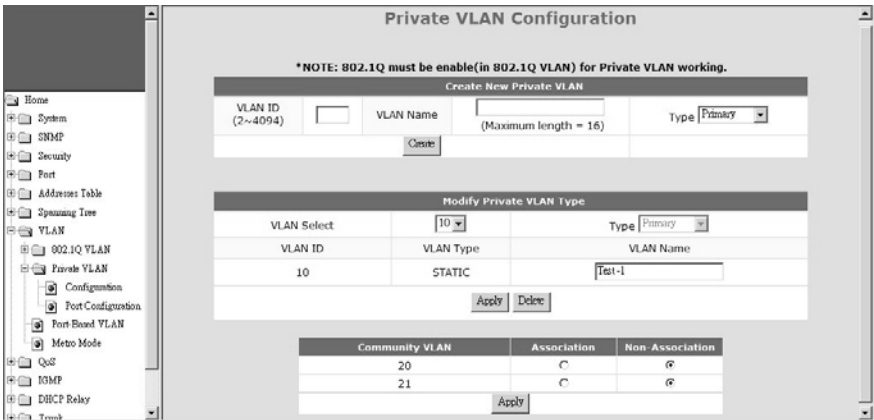 Private VLAN Configuration
*NOTE: 802.1Q must be enable(in 802.1Q VLAN) for Private VLAN working.
Create New Private VLAN
VLAN ID
(2~4094)
VLAN Name
(Maximum length = 16)
Type Primary
Create
Modify Private VLAN Type
VLAN Select 10 Type Primary
VLAN ID VLAN Type VLAN Name
10 STATIC Test-1
Apply Delete
Community VLAN Association Non-Association
20
21
Apply
Home
System
SNMP
Security
Port
Addresses Table
Spanning Tree
VLAN
802.1Q VLAN
Private VLAN
Configuration
Port Configuration
Port-Based VLAN
Metro Mode
QoS
IGMP
DHCP Relay
Trunk